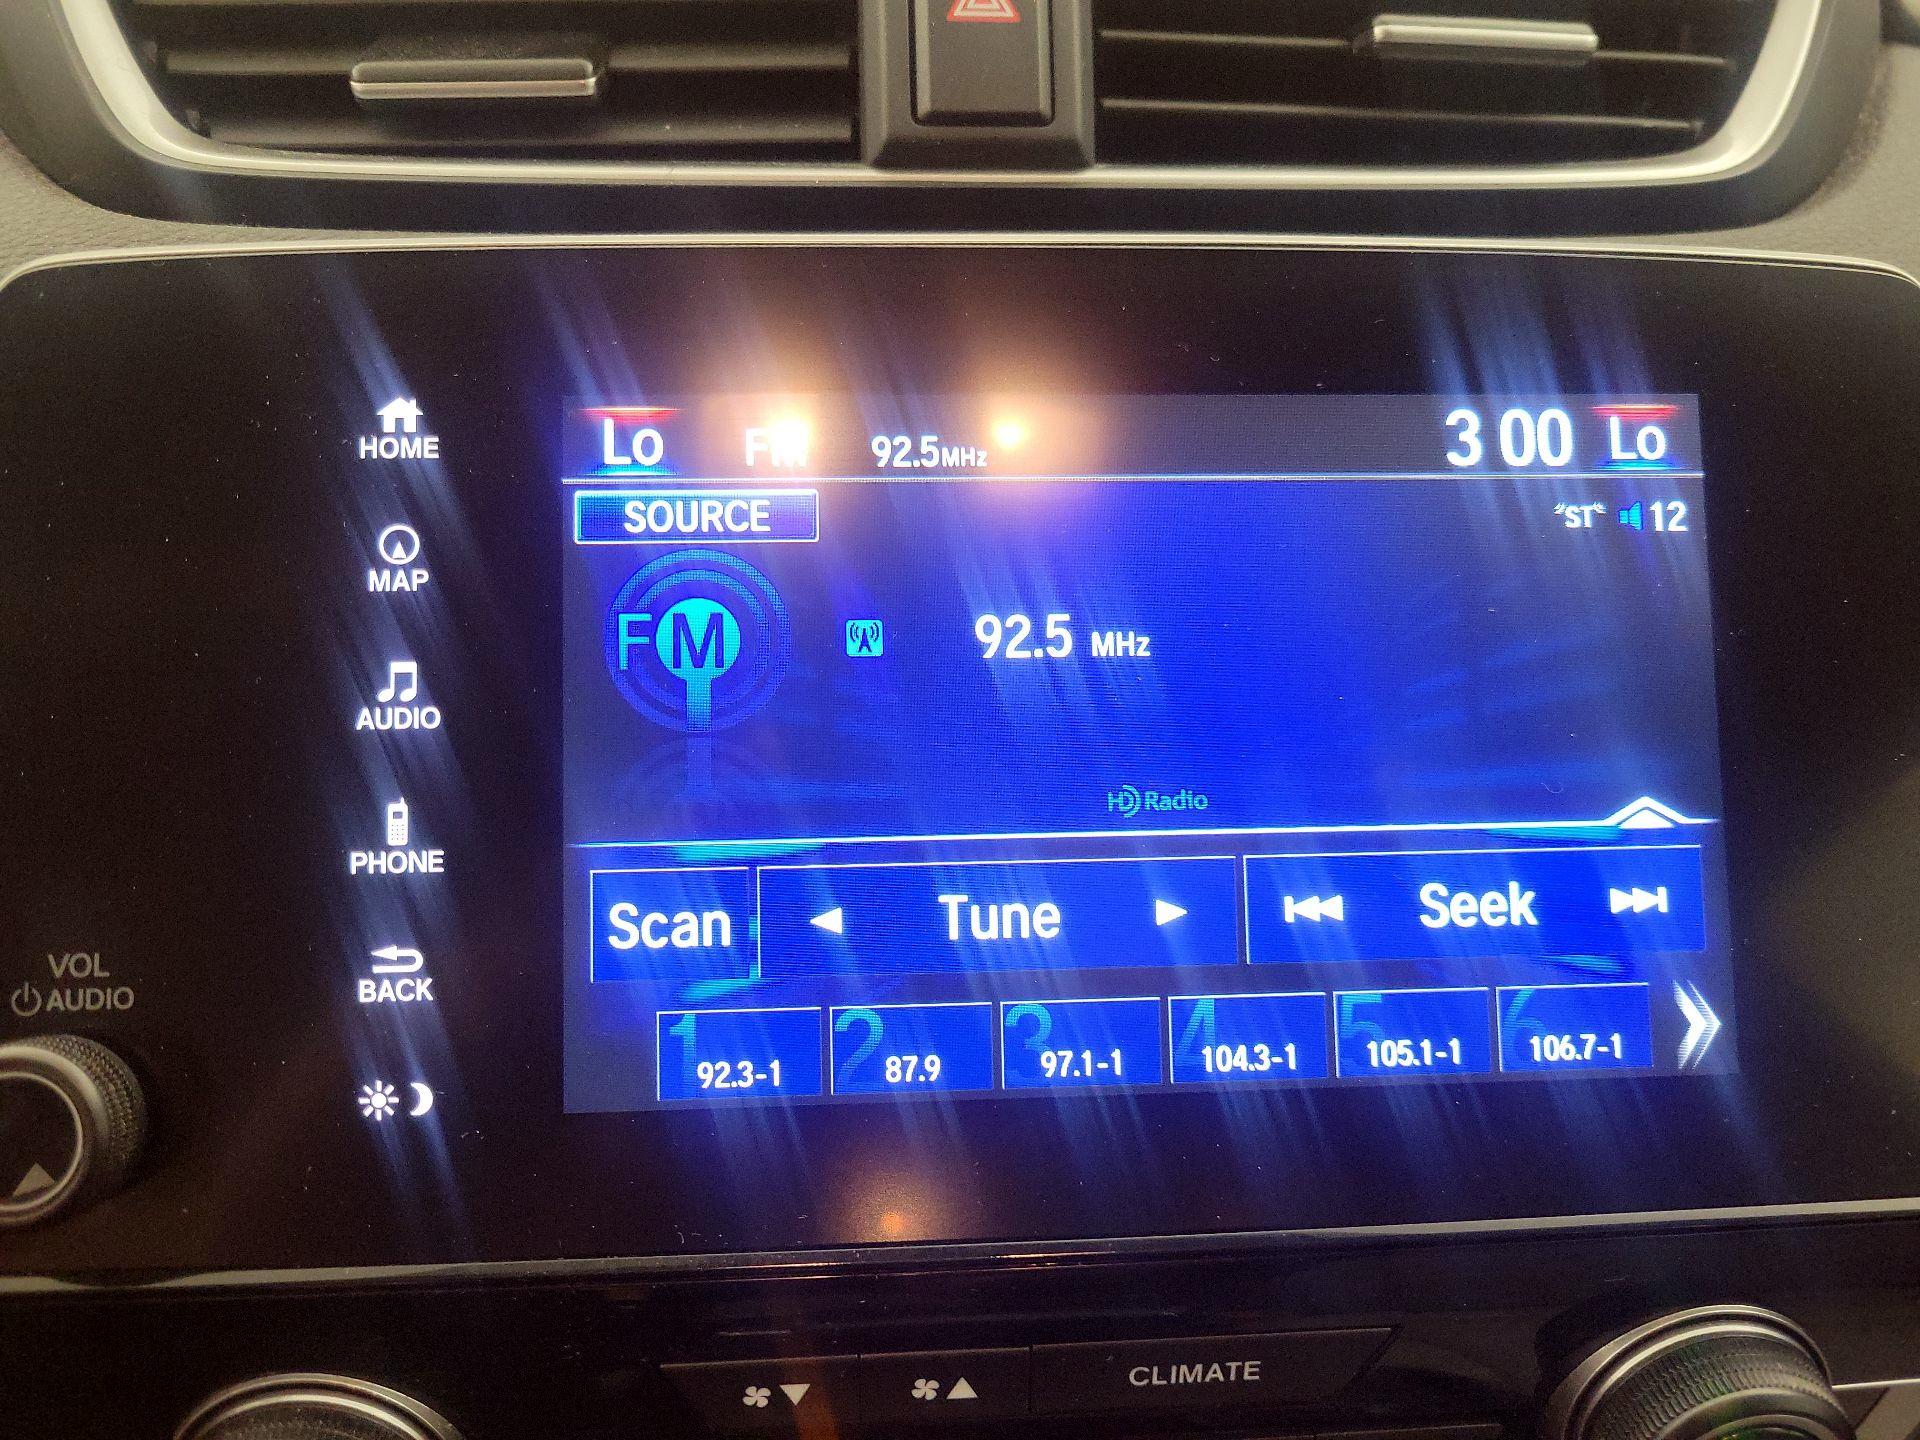 HOME
MAP
AUDIO
PHONE
BACK
VOL
AUDIO
Lo FM 92.5MHz 3 00 Lo
SOURCE
"ST" 12
FM
92.5 MHz
HD Radio
Scan Tune Seek
1 2 3 4 5 6
92.3-1 87.9 97.1-1 104.3-1 105.1-1 106.7-1
CLIMATE